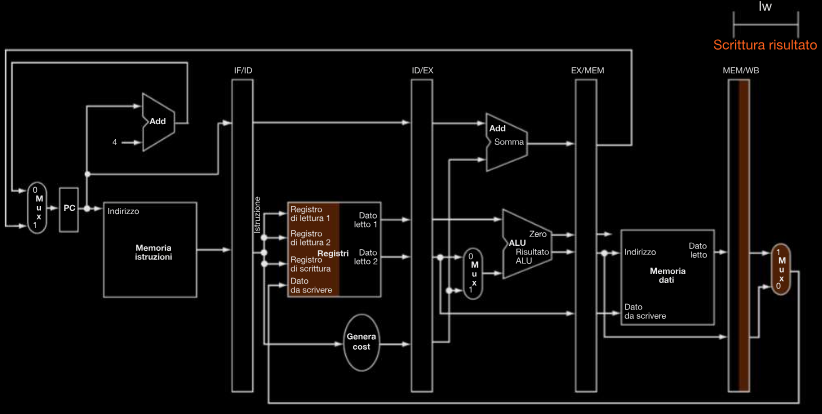 lw
Scrittura risultato
IF/ID
ID/EX
EX/MEM
MEM/WB
Add
4
Add
Somma
0
Mux
1
PC
Indirizzo
Memoria
istruzioni
Istruzione
Registro
di lettura 1
Registro
di lettura 2
Registri
Registro
di scrittura
Dato
da scrivere
Dato
letto 1
Dato
letto 2
Genera
cost
0
Mux
1
ALU
Zero
Risultato
ALU
Indirizzo
Dato
letto
Memoria
dati
Dato
da scrivere
1
Mux
0